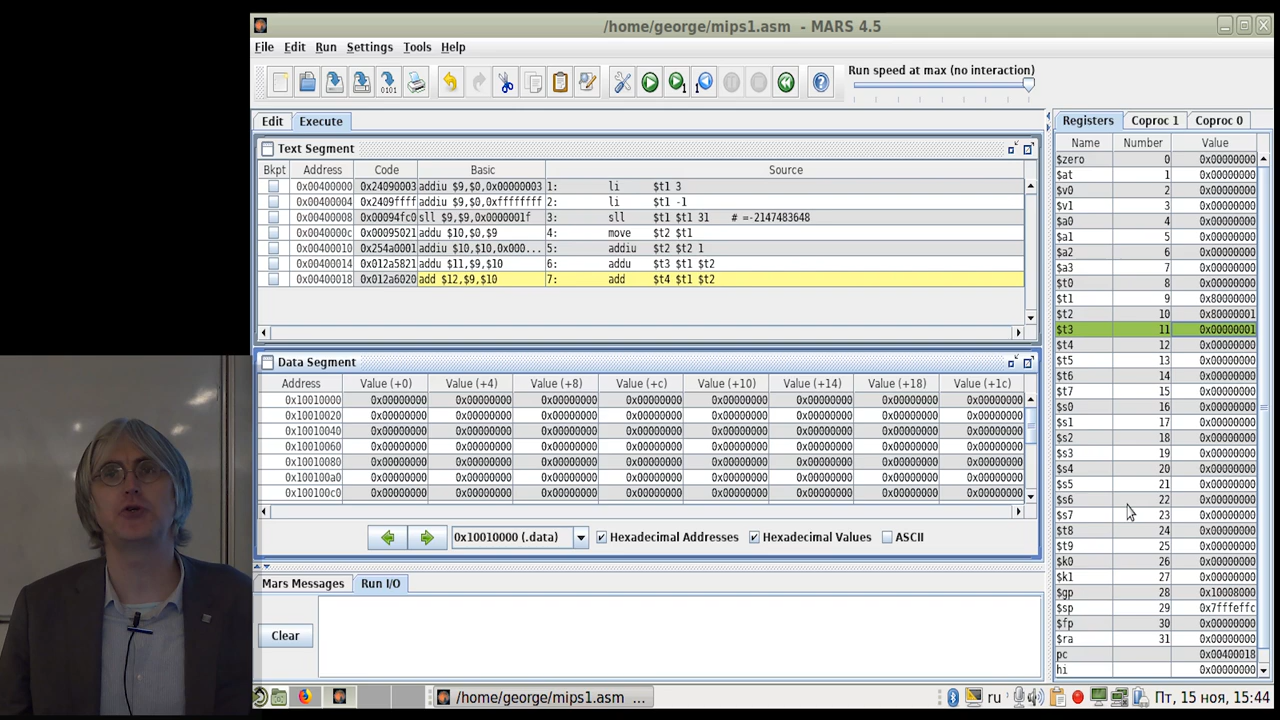 /home/george/mips1.asm - MARS 4.5
File Edit Run Settings Tools Help
Run speed at max (no interaction)
Edit Execute
Text Segment
Bkpt Address Code Basic Source
0x00400000 0x24090003 addiu $9,$0,0x00000003 1: li $t1 3
0x00400004 0x2409ffff addiu $9,$0,0xffffffff 2: li $t1 -1
0x00400008 0x00094fc0 sll $9,$9,0x0000001f 3: sll $t1 $t1 31 # =-2147483648
0x0040000c 0x00095021 addu $10,$0,$9 4: move $t2 $t1
0x00400010 0x254a0001 addiu $10,$10,0x000... 5: addiu $t2 $t2 1
0x00400014 0x012a5821 addu $11,$9,$10 6: addu $t3 $t1 $t2
0x00400018 0x012a6020 add $12,$9,$10 7: add $t4 $t1 $t2
Data Segment
Address Value (+0) Value (+4) Value (+8) Value (+c) Value (+10) Value (+14) Value (+18) Value (+1c)
0x10010000 0x00000000 0x00000000 0x00000000 0x00000000 0x00000000 0x00000000 0x00000000 0x00000000
0x10010020 0x00000000 0x00000000 0x00000000 0x00000000 0x00000000 0x00000000 0x00000000 0x00000000
0x10010040 0x00000000 0x00000000 0x00000000 0x00000000 0x00000000 0x00000000 0x00000000 0x00000000
0x10010060 0x00000000 0x00000000 0x00000000 0x00000000 0x00000000 0x00000000 0x00000000 0x00000000
0x10010080 0x00000000 0x00000000 0x00000000 0x00000000 0x00000000 0x00000000 0x00000000 0x00000000
0x100100a0 0x00000000 0x00000000 0x00000000 0x00000000 0x00000000 0x00000000 0x00000000 0x00000000
0x100100c0 0x00000000 0x00000000 0x00000000 0x00000000 0x00000000 0x00000000 0x00000000 0x00000000
0x10010000 (.data) Hexadecimal Addresses Hexadecimal Values ASCII
Mars Messages Run I/O
Clear
Registers Coproc 1 Coproc 0
Name Number Value
$zero 0 0x00000000
$at 1 0x00000000
$v0 2 0x00000000
$v1 3 0x00000000
$a0 4 0x00000000
$a1 5 0x00000000
$a2 6 0x00000000
$a3 7 0x00000000
$t0 8 0x00000000
$t1 9 0x80000000
$t2 10 0x80000001
$t3 11 0x00000001
$t4 12 0x00000000
$t5 13 0x00000000
$t6 14 0x00000000
$t7 15 0x00000000
$s0 16 0x00000000
$s1 17 0x00000000
$s2 18 0x00000000
$s3 19 0x00000000
$s4 20 0x00000000
$s5 21 0x00000000
$s6 22 0x00000000
$s7 23 0x00000000
$t8 24 0x00000000
$t9 25 0x00000000
$k0 26 0x00000000
$k1 27 0x00000000
$gp 28 0x10008000
$sp 29 0x7fffeffc
$fp 30 0x00000000
$ra 31 0x00000000
pc 0x00400018
hi 0x00000000
/home/george/mips1.asm ... ru Пт, 15 ноя, 15:44